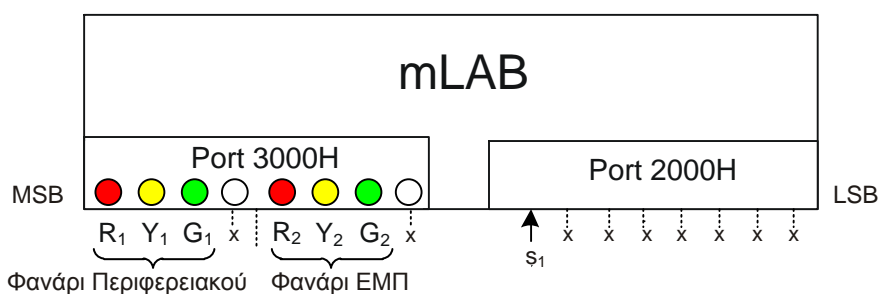 mLAB
Port 3000H
Port 2000H
MSB
LSB
R1 Y1 G1 x R2 Y2 G2 x
s1 x x x x x x x
Φανάρι Περιφερειακού Φανάρι ΕΜΠ